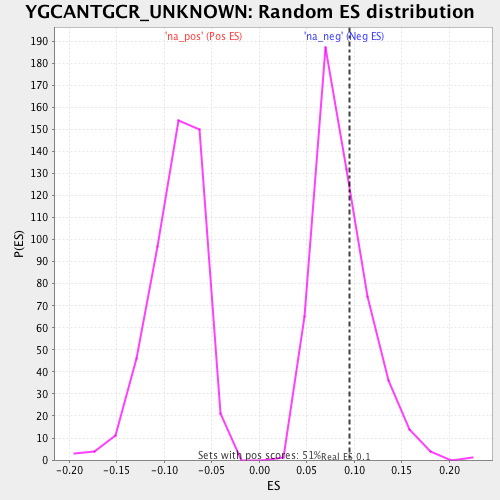 YGCANTGCR_UNKNOWN: Random ES distribution
'na_pos' (Pos ES)
'na_neg' (Neg ES)
P(ES)
190
180
170
160
150
140
130
120
110
100
90
80
70
60
50
40
30
20
10
0
Sets with pos scores: 51%
Real ES 0.1
-0.20 -0.15 -0.10 -0.05 0.00 0.05 0.10 0.15 0.20
ES